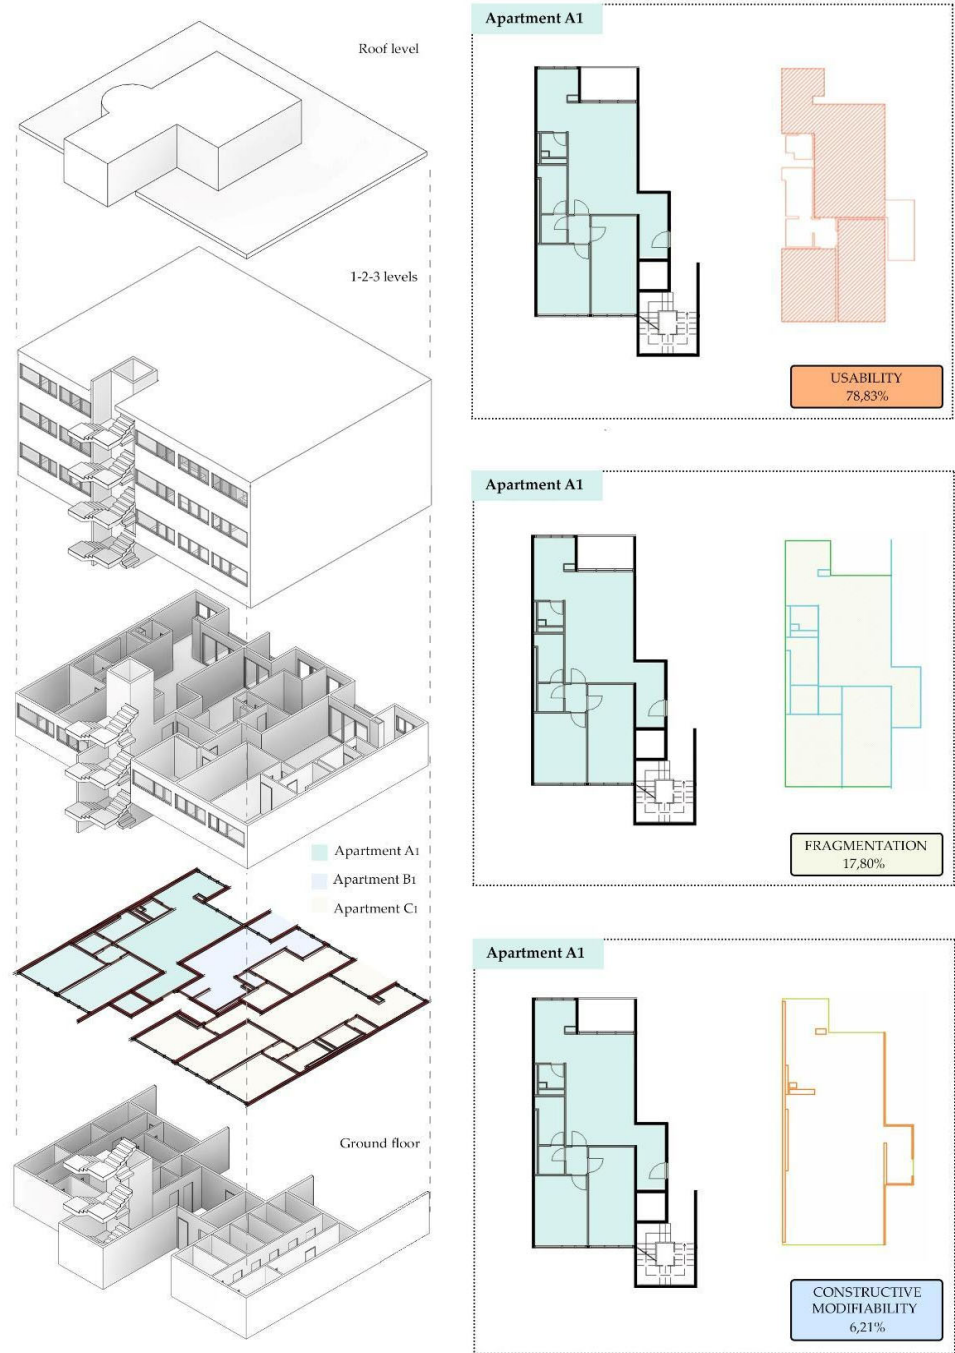 Roof level
1-2-3 levels
Apartment A1
Apartment B1
Apartment C1
Ground floor
Apartment A1
USABILITY
78,83%
Apartment A1
FRAGMENTATION
17,80%
Apartment A1
CONSTRUCTIVE
MODIFIABILITY
6,21%